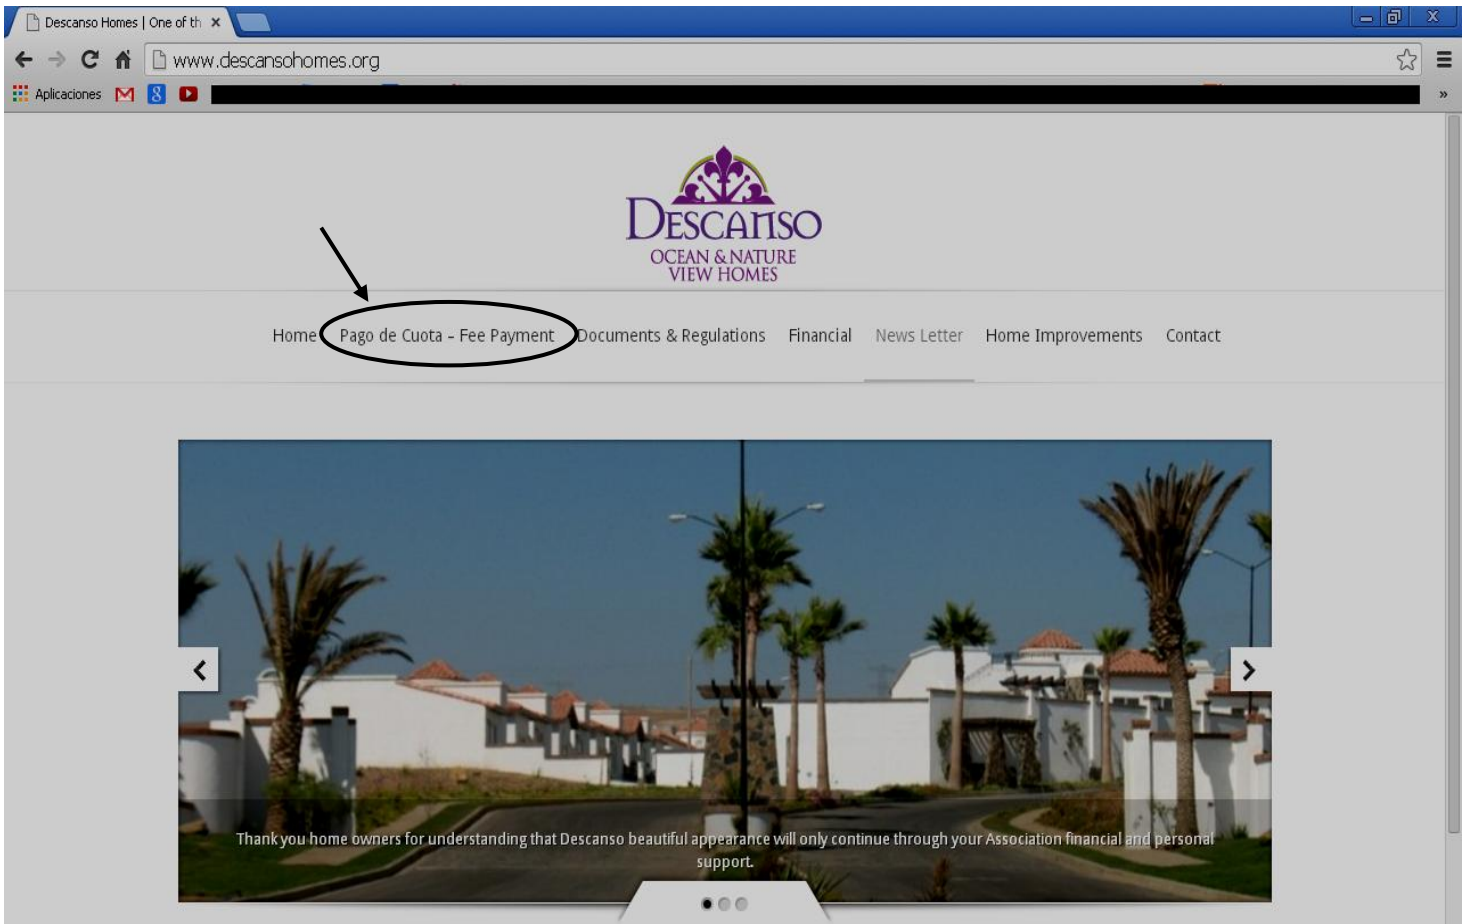 Descanso Homes | One of th
www.descansohomes.org
Aplicaciones
DESCANSO
OCEAN & NATURE
VIEW HOMES
Home Pago de Cuota - Fee Payment Documents & Regulations Financial News Letter Home Improvements Contact
Thank you home owners for understanding that Descanso beautiful appearance will only continue through your Association financial and personal
support.